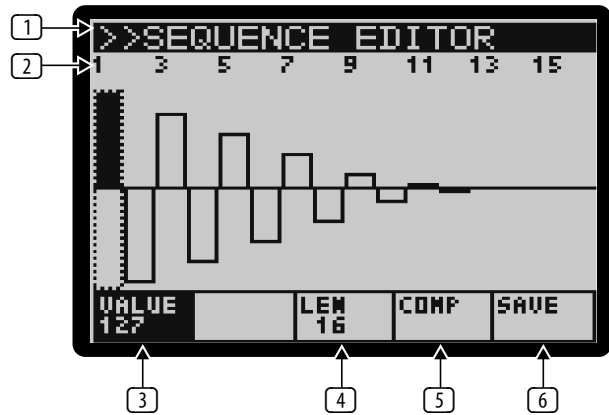 1
>>SEQUENCE EDITOR
2
1 3 5 7 9 11 13 15
VALUE LEN COMP SAVE
127 16
3 4 5 6